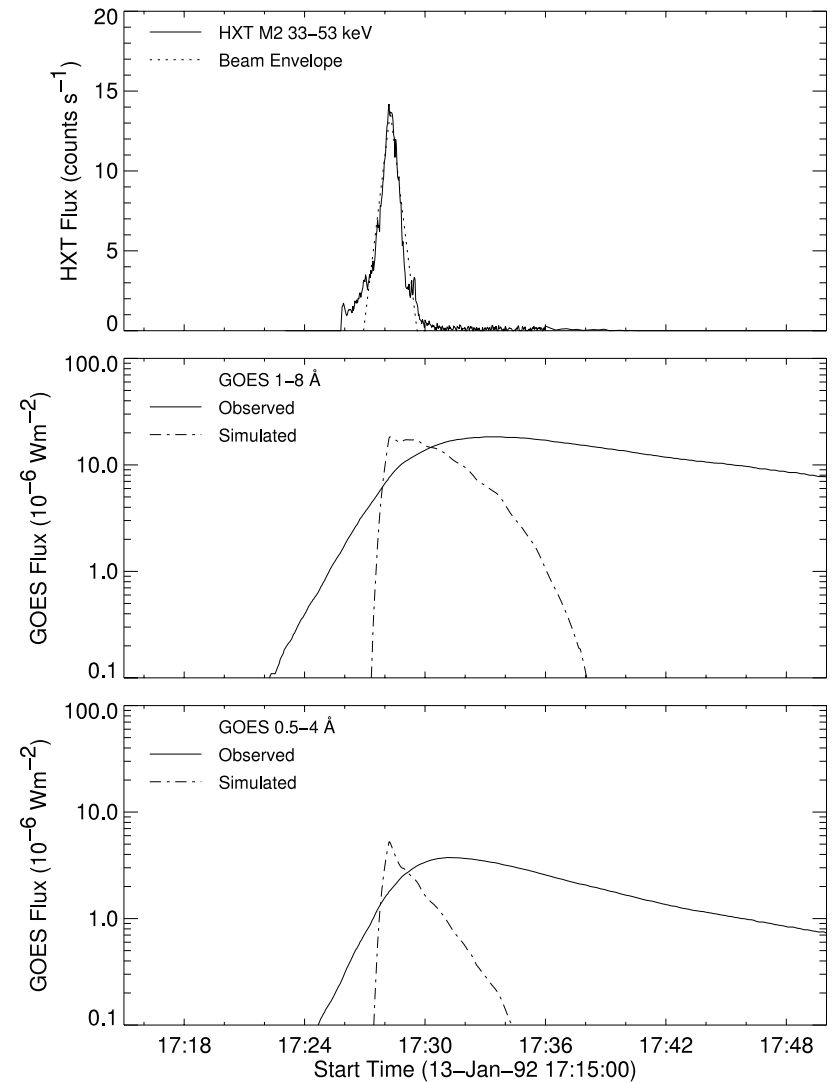 20
15
10
5
0
HXT Flux (counts s⁻¹)
HXT M2 33−53 keV
Beam Envelope
100.0
10.0
1.0
0.1
GOES Flux (10⁻⁶ Wm⁻²)
GOES 1−8 Å
Observed
Simulated
100.0
10.0
1.0
0.1
GOES Flux (10⁻⁶ Wm⁻²)
GOES 0.5−4 Å
Observed
Simulated
17:18 17:24 17:30 17:36 17:42 17:48
Start Time (13−Jan−92 17:15:00)